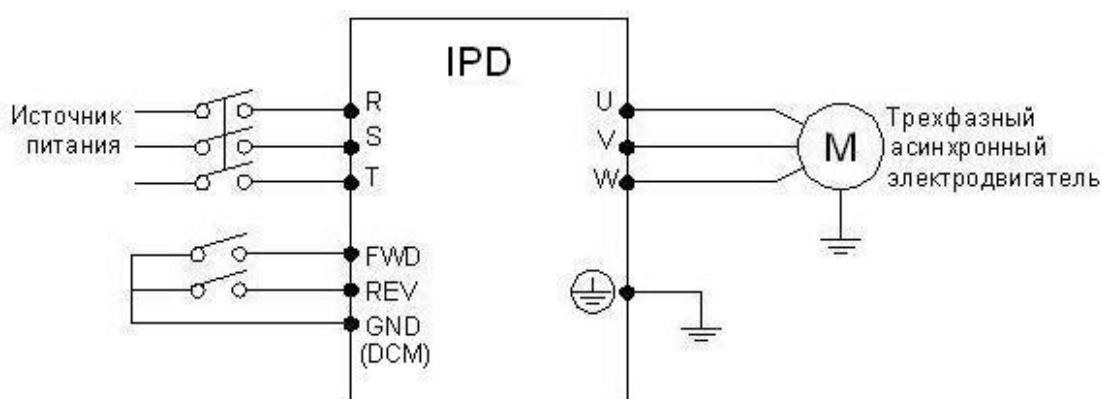 IPD
Источник
питания
R
S
T
FWD
REV
GND
(DCM)
U
V
W
M
Трехфазный
асинхронный
электродвигатель